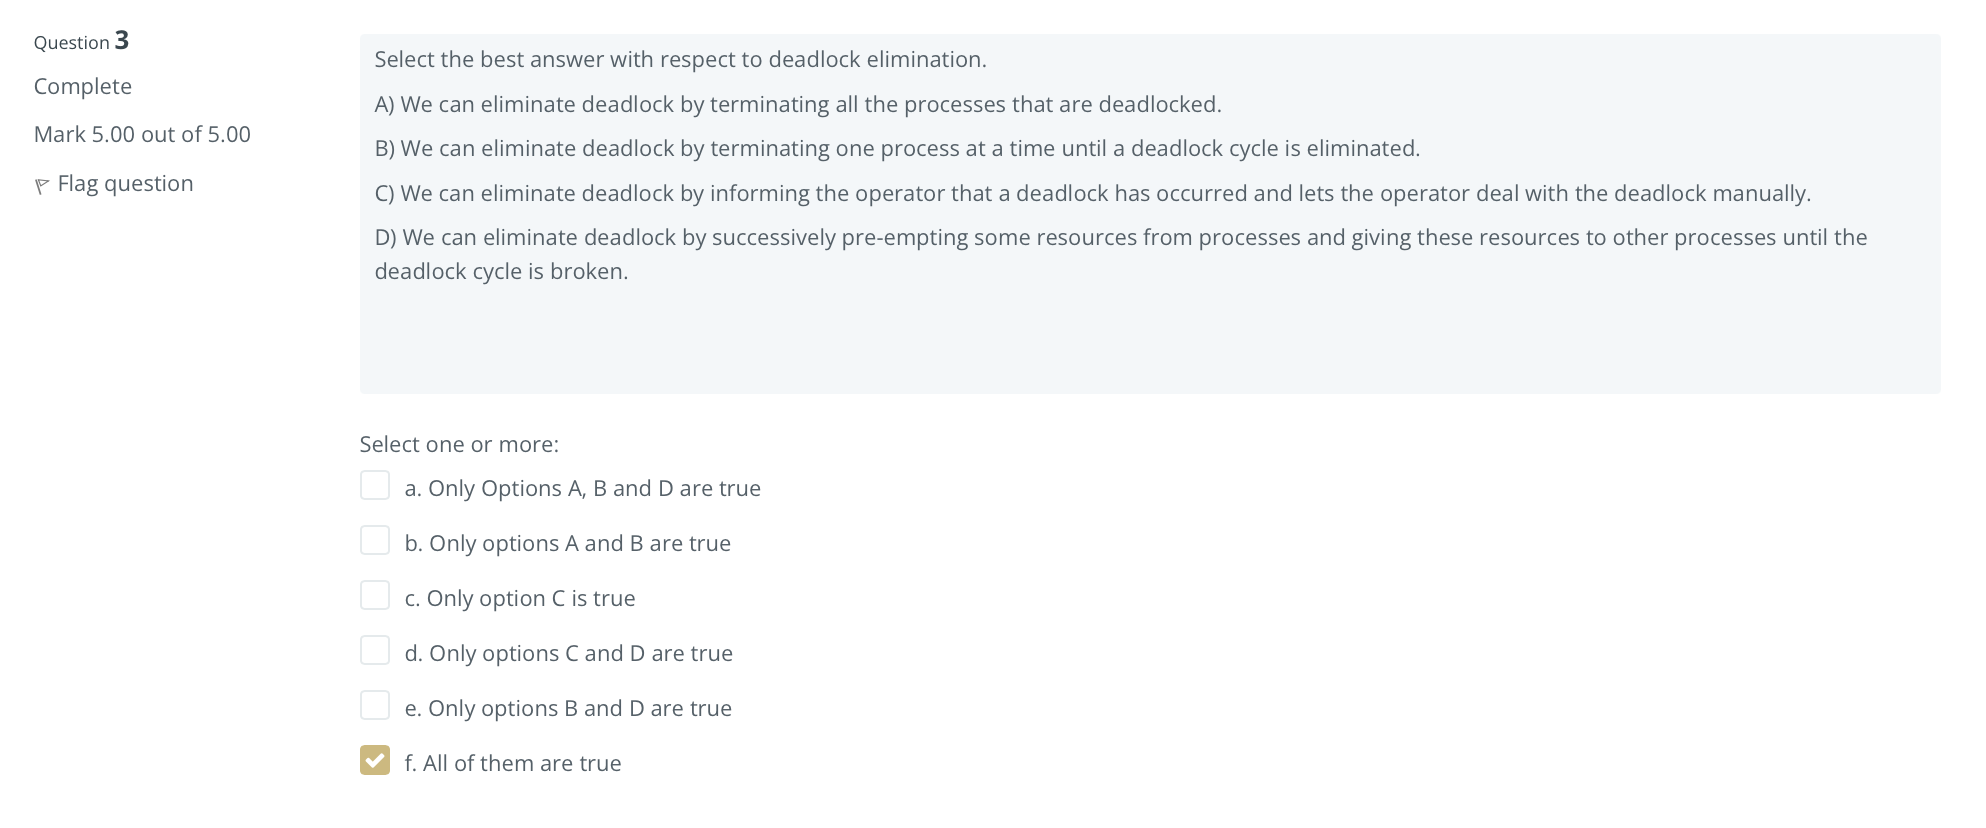 Question 3
Complete
Mark 5.00 out of 5.00
Flag question
Select the best answer with respect to deadlock elimination.
A) We can eliminate deadlock by terminating all the processes that are deadlocked.
B) We can eliminate deadlock by terminating one process at a time until a deadlock cycle is eliminated.
C) We can eliminate deadlock by informing the operator that a deadlock has occurred and lets the operator deal with the deadlock manually.
D) We can eliminate deadlock by successively pre-empting some resources from processes and giving these resources to other processes until the
deadlock cycle is broken.
Select one or more:
a. Only Options A, B and D are true
b. Only options A and B are true
c. Only option C is true
d. Only options C and D are true
e. Only options B and D are true
f. All of them are true